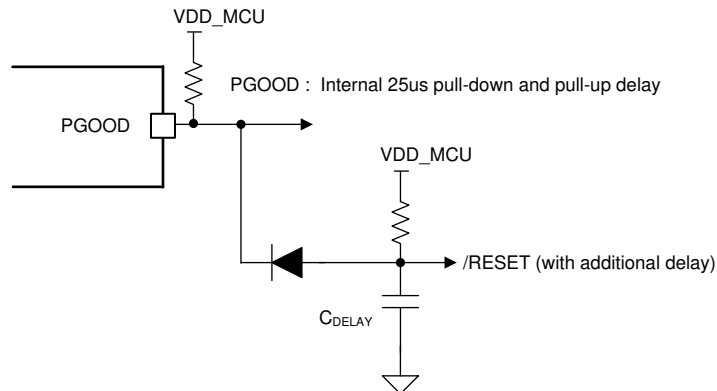 VDD_MCU
PGOOD : Internal 25us pull-down and pull-up delay
PGOOD
VDD_MCU
/RESET (with additional delay)
CDELAY